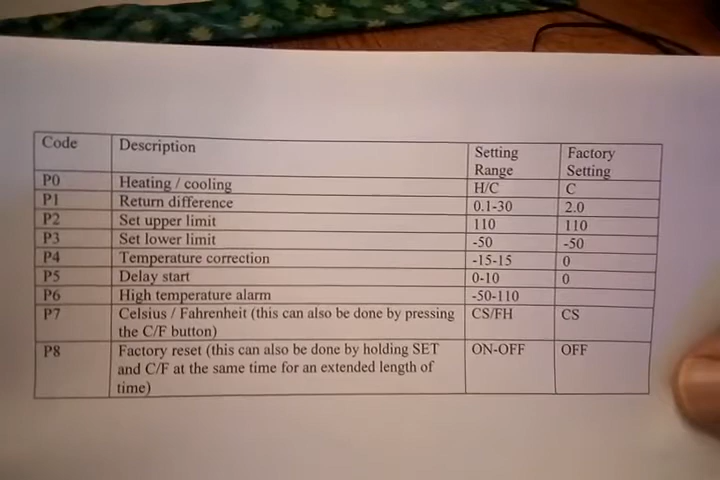 Code Description Setting Range Factory Setting
P0 Heating / cooling H/C C
P1 Return difference 0.1-30 2.0
P2 Set upper limit 110 110
P3 Set lower limit -50 -50
P4 Temperature correction -15-15 0
P5 Delay start 0-10 0
P6 High temperature alarm -50-110
P7 Celsius / Fahrenheit (this can also be done by pressing CS/FH CS
the C/F button)
P8 Factory reset (this can also be done by holding SET ON-OFF OFF
and C/F at the same time for an extended length of
time)